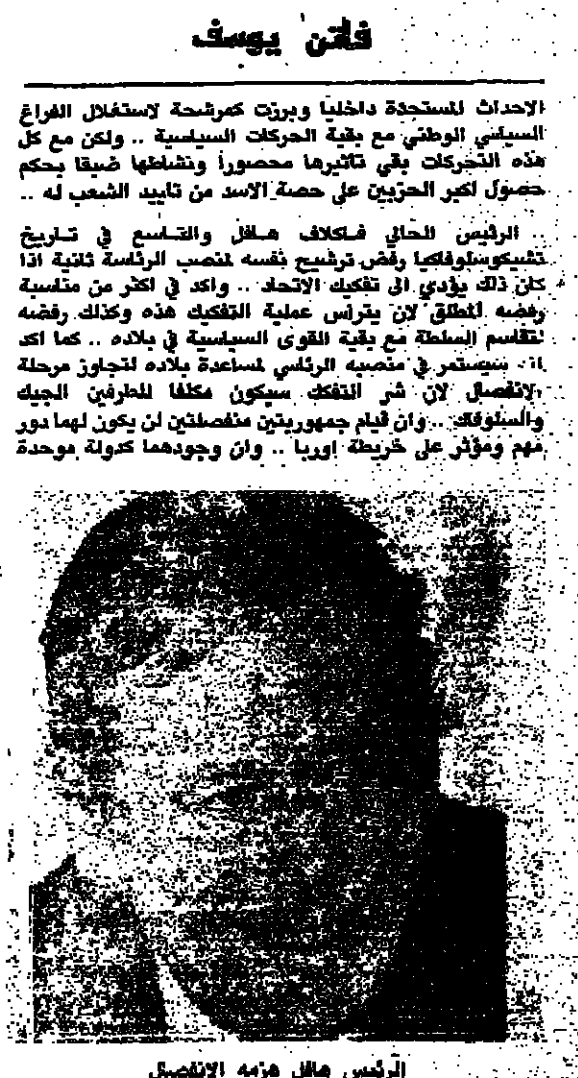 فاتن يوسف
الاحداث المستجدة داخليا وبرزت كمرشحة لاستغلال الفراغ
السياسي الوطني مع بقية الحركات السياسية .. ولكن مع كل
هذه التحركات بقي تاثيرها محصوراً ونشاطها ضيقا بحكم
حصول اكبر الحزبين على حصة الاسد من تاييد الشعب له ..
.. الرئيس الحالي فاكلاف هافل والتاسع في تاريخ
تشيكوسلوفاكيا رفض ترشيح نفسه لمنصب الرئاسة ثانية اذا
كان ذلك يؤدي الى تفكيك الاتحاد .. واكد في اكثر من مناسبة
رفضه المطلق لان يتراس عملية التفكيك هذه وكذلك رفضه
لتقاسم السلطة مع بقية القوى السياسية في بلاده .. كما اكد
انه سيستمر في منصبه الرئاسي لمساعدة بلاده لتجاوز مرحلة
الانفصال لان شر التفكك سيكون مكلفا للطرفين الجيك
والسلوفاك .. وان قيام جمهوريتين منفصلتين لن يكون لهما دور
مهم ومؤثر على خريطة اوربا .. وان وجودهما كدولة موحدة
الرئيس هافل هزمه الانفصال